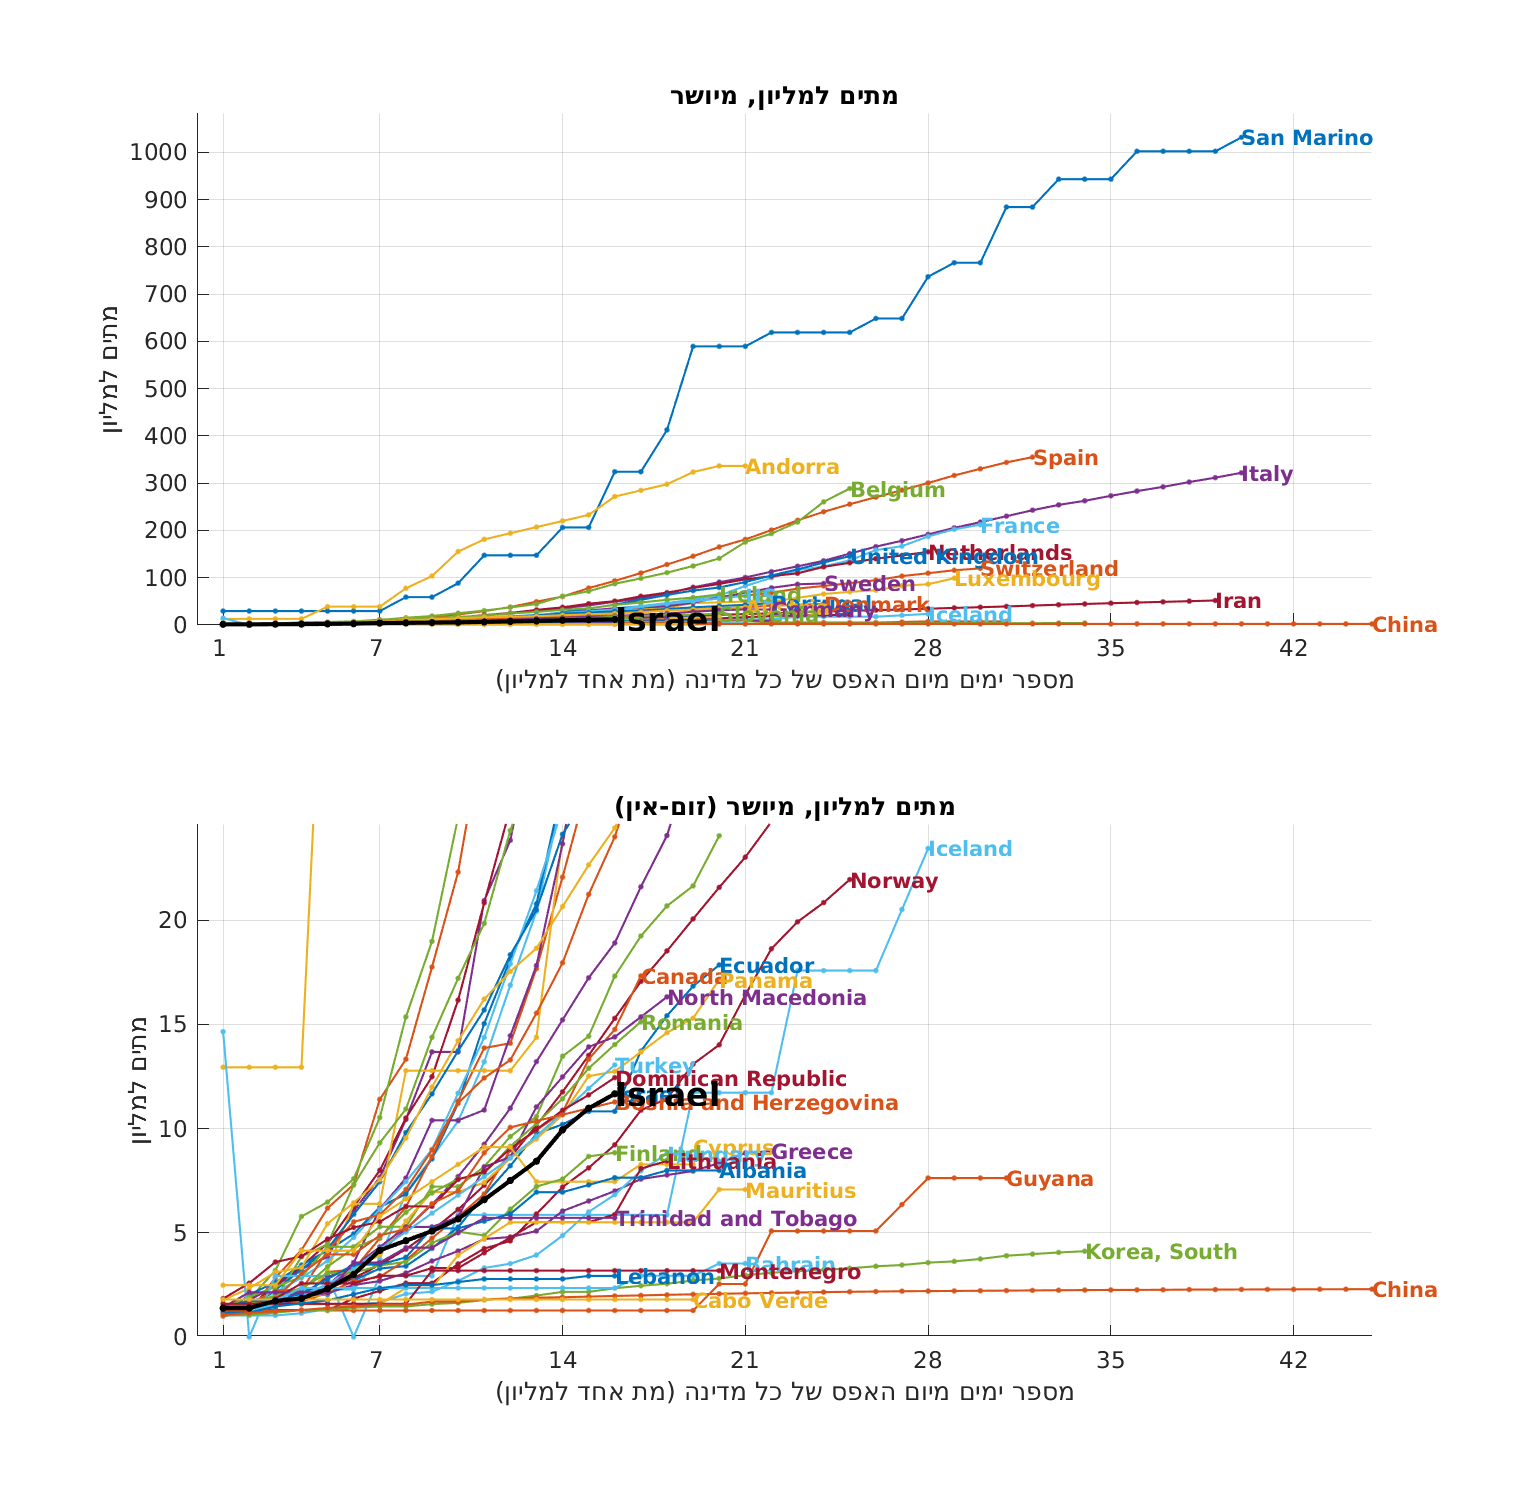 מתים למליון, מיושר
מתים למליון
1000
900
800
700
600
500
400
300
200
100
0
San Marino
Andorra
Spain
Italy
Belgium
France
Netherlands
United Kingdom
Switzerland
Luxembourg
Sweden
Ireland
Portugal
Denmark
Germany
Iran
Iceland
Israel
China
1 7 14 21 28 35 42
מספר ימים מיום האפס של כל מדינה (מת אחד למליון)
מתים למליון, מיושר (זום-אין)
מתים למליון
20
15
10
5
0
Iceland
Norway
Ecuador
Canada
Panama
North Macedonia
Romania
Turkey
Dominican Republic
Israel
Bosnia and Herzegovina
Cyprus
Finland
Hungary
Greece
Lithuania
Albania
Guyana
Mauritius
Trinidad and Tobago
Korea, South
Bahrain
Montenegro
Lebanon
China
Cabo Verde
1 7 14 21 28 35 42
מספר ימים מיום האפס של כל מדינה (מת אחד למליון)